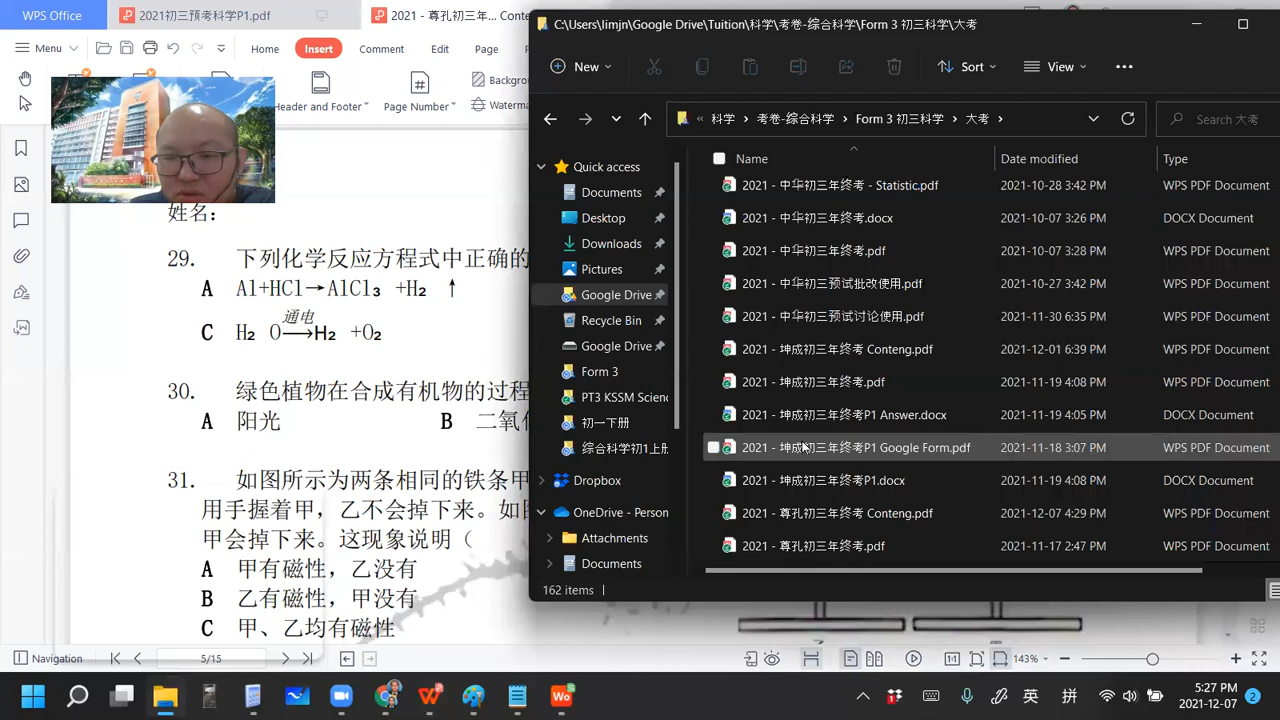 WPS Office
2021初三预考科学P1.pdf
2021 - 尊孔初三年... Conteng
Menu
Home
Insert
Comment
Edit
Page
Header and Footer
Page Number
Backgro
Waterma
姓名：
29. 下列化学反应方程式中正确的
A Al+HCl→AlCl₃ +H₂ ↑
通电
C H₂ O→H₂ +O₂
30. 绿色植物在合成有机物的过程
A 阳光 B 二氧
31. 如图所示为两条相同的铁条甲
用手握着甲，乙不会掉下来。如
甲会掉下来。这现象说明（
A 甲有磁性，乙没有
B 乙有磁性，甲没有
C 甲、乙均有磁性
Navigation
5/15
143%
C:\Users\limjn\Google Drive\Tuition\科学\考卷-综合科学\Form 3 初三科学\大考
New
Sort
View
« 科学 > 考卷-综合科学 > Form 3 初三科学 > 大考 >
Search 大考
Quick access
Documents
Desktop
Downloads
Pictures
Google Drive
Recycle Bin
Google Drive
Form 3
PT3 KSSM Scienc
初一下册
综合科学初1上册
Dropbox
OneDrive - Person
Attachments
Documents
Name Date modified Type
2021 - 中华初三年终考 - Statistic.pdf 2021-10-28 3:42 PM WPS PDF Document
2021 - 中华初三年终考.docx 2021-10-07 3:26 PM DOCX Document
2021 - 中华初三年终考.pdf 2021-10-07 3:28 PM WPS PDF Document
2021 - 中华初三预试批改使用.pdf 2021-10-27 3:42 PM WPS PDF Document
2021 - 中华初三预试讨论使用.pdf 2021-11-30 6:35 PM WPS PDF Document
2021 - 坤成初三年终考 Conteng.pdf 2021-12-01 6:39 PM WPS PDF Document
2021 - 坤成初三年终考.pdf 2021-11-19 4:08 PM WPS PDF Document
2021 - 坤成初三年终考P1 Answer.docx 2021-11-19 4:05 PM DOCX Document
2021 - 坤成初三年终考P1 Google Form.pdf 2021-11-18 3:07 PM WPS PDF Document
2021 - 坤成初三年终考P1.docx 2021-11-19 4:08 PM DOCX Document
2021 - 尊孔初三年终考 Conteng.pdf 2021-12-07 4:29 PM WPS PDF Document
2021 - 尊孔初三年终考.pdf 2021-11-17 2:47 PM WPS PDF Document
162 items
英
拼
5:27 PM
2021-12-07
2